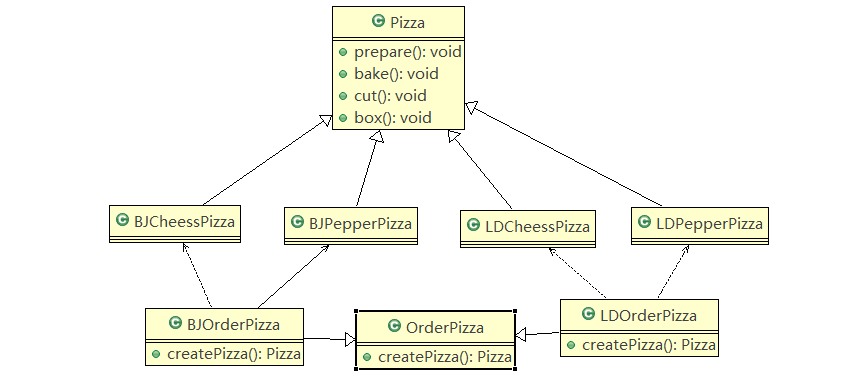 Pizza
prepare(): void
bake(): void
cut(): void
box(): void
BJCheessPizza
BJPepperPizza
LDCheessPizza
LDPepperPizza
BJOrderPizza
createPizza(): Pizza
OrderPizza
createPizza(): Pizza
LDOrderPizza
createPizza(): Pizza